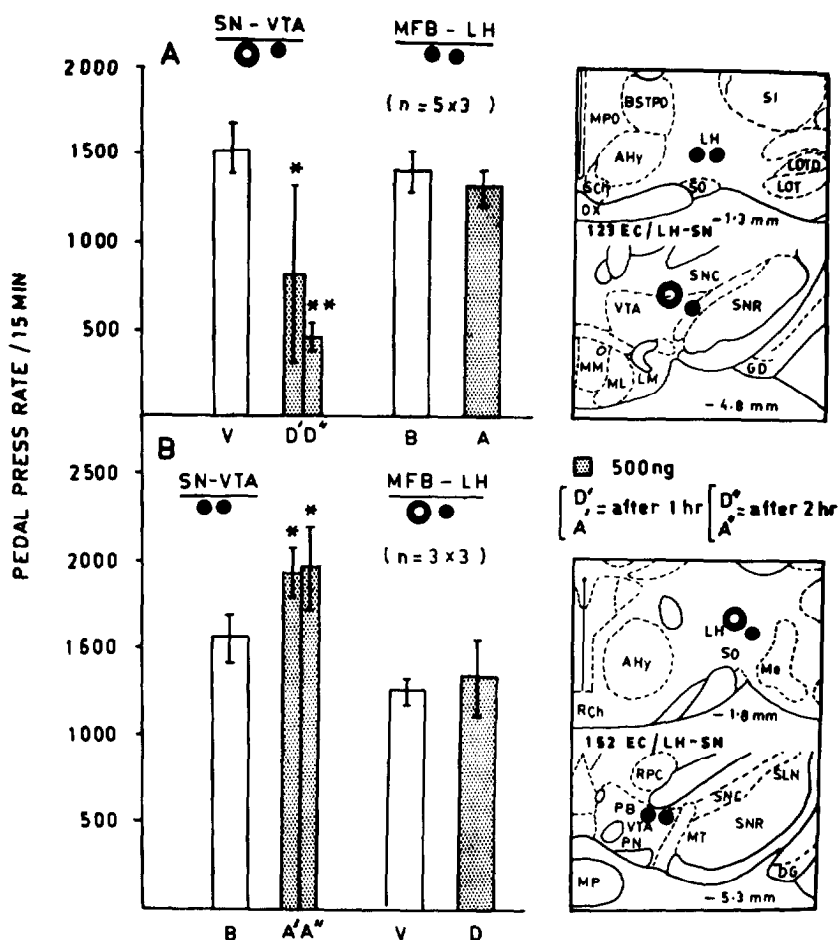 A
SN - VTA
MFB - LH
(n = 5x3)
PEDAL PRESS RATE / 15 MIN
2000
1500
1000
500
*
**
V
D' D"
B
A
MPO
BSTPO
SI
AHy
LH
SCh
SO
LOTD
LOT
OX
-1·3 mm
123 EC/LH-SN
SNC
VTA
SNR
MM
ML
LM
GD
-4.8 mm
B
SN-VTA
MFB - LH
(n = 3x3)
2500
2000
1500
1000
500
*
*
B
A' A"
V
D
500ng
D' = after 1 hr D" = after 2 hr
A' A"
LH
AHy
SO
Me
RCh
-1·8 mm
162 EC/LH-SN
RPC
SLN
SNC
PB
VTA
MT
SNR
PN
MP
DG
-5.3 mm